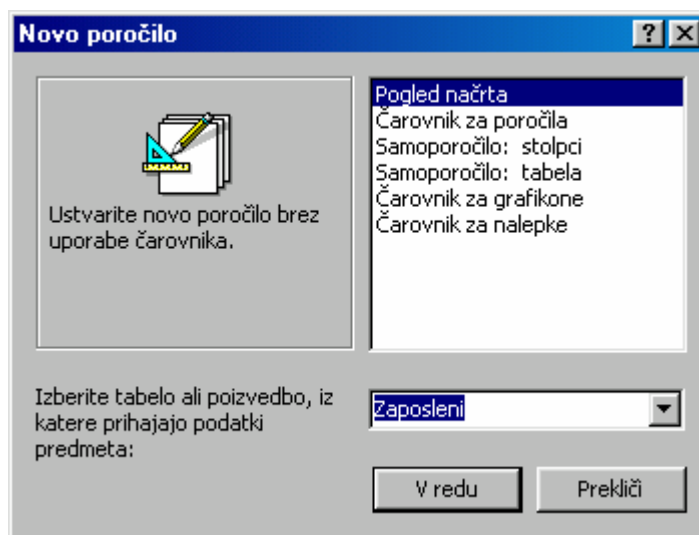 Novo poročilo
Ustvarite novo poročilo brez
uporabe čarovnika.
Pogled načrta
Čarovnik za poročila
Samoporočilo: stolpci
Samoporočilo: tabela
Čarovnik za grafikone
Čarovnik za nalepke
Izberite tabelo ali poizvedbo, iz
katere prihajajo podatki
predmeta:
Zaposleni
V redu
Prekliči